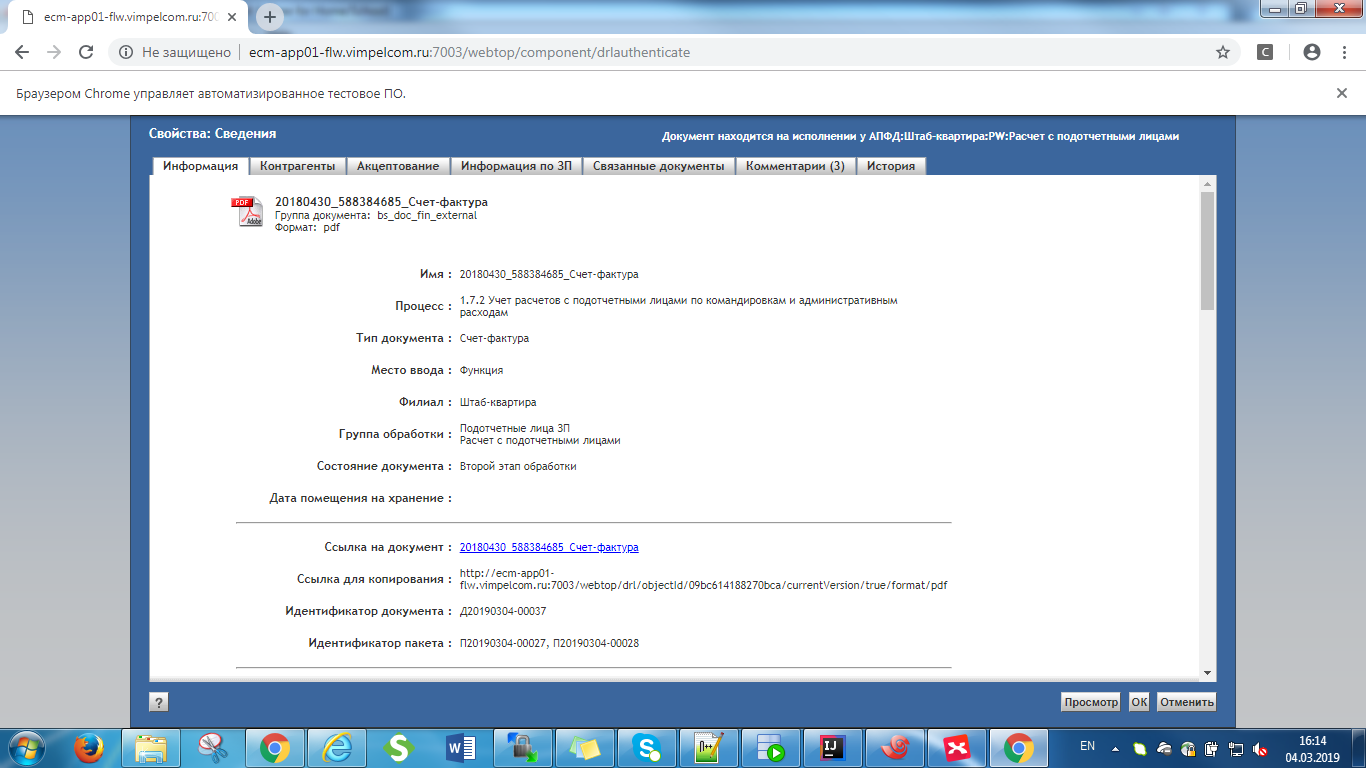 ecm-app01-flw.vimpelcom.ru:700
Не защищено ecm-app01-flw.vimpelcom.ru:7003/webtop/component/drlauthenticate
Браузером Chrome управляет автоматизированное тестовое ПО.
Свойства: Сведения
Документ находится на исполнении у АПФД:Штаб-квартира:PW:Расчет с подотчетными лицами
Информация Контрагенты Акцептование Информация по ЗП Связанные документы Комментарии (3) История
20180430_588384685_Счет-фактура
Группа документа: bs_doc_fin_external
Формат: pdf
Имя : 20180430_588384685_Счет-фактура
Процесс : 1.7.2 Учет расчетов с подотчетными лицами по командировкам и административным
расходам
Тип документа : Счет-фактура
Место ввода : Функция
Филиал : Штаб-квартира
Группа обработки : Подотчетные лица ЗП
Расчет с подотчетными лицами
Состояние документа : Второй этап обработки
Дата помещения на хранение :
Ссылка на документ : 20180430_588384685_Счет-фактура
Ссылка для копирования : http://ecm-app01-
flw.vimpelcom.ru:7003/webtop/drl/objectId/09bc614188270bca/currentVersion/true/format/pdf
Идентификатор документа : Д20190304-00037
Идентификатор пакета : П20190304-00027, П20190304-00028
? Просмотр ОК Отменить
EN 16:14
04.03.2019